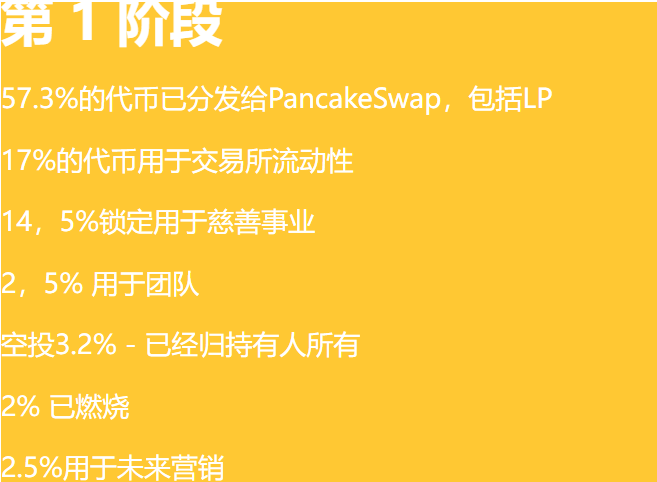 第 1 阶段
57.3%的代币已分发给PancakeSwap，包括LP
17%的代币用于交易所流动性
14，5%锁定用于慈善事业
2，5% 用于团队
空投3.2% - 已经归持有人所有
2% 已燃烧
2.5%用于未来营销